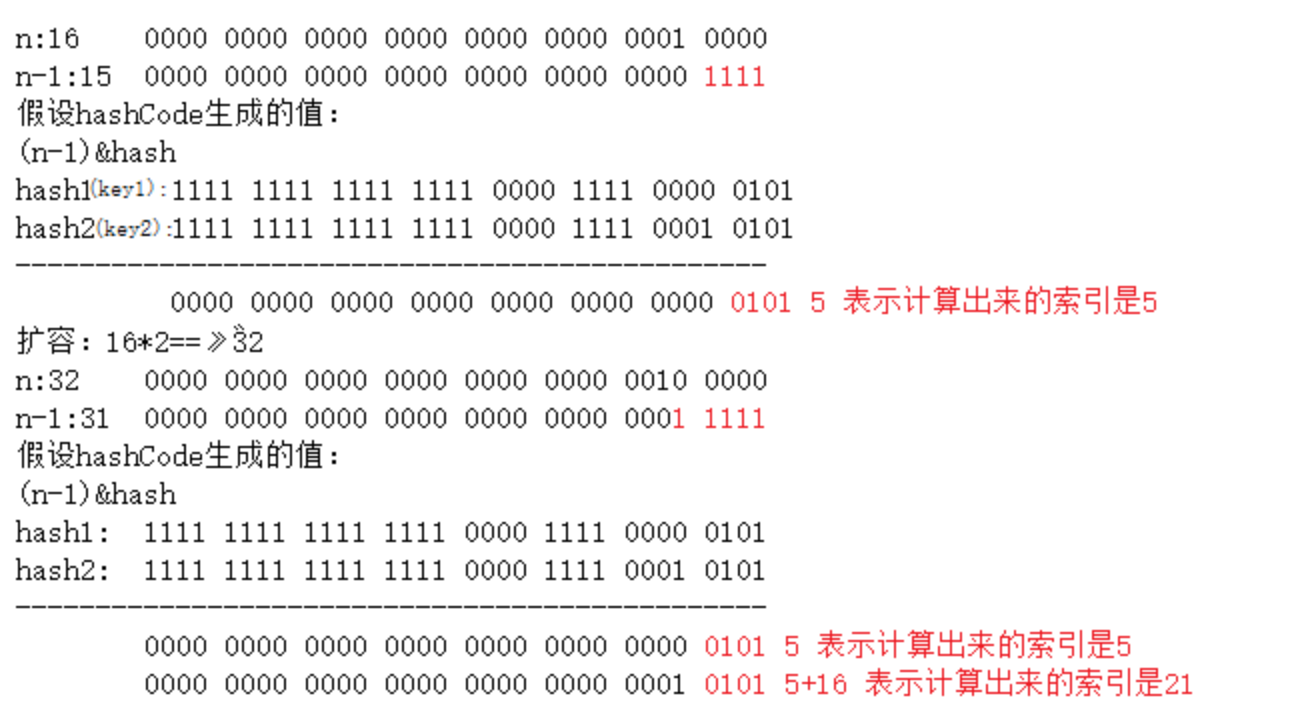 n:16 0000 0000 0000 0000 0000 0000 0001 0000
n-1:15 0000 0000 0000 0000 0000 0000 0000 1111
假设hashCode生成的值:
(n-1)&hash
hash1(key1):1111 1111 1111 1111 0000 1111 0000 0101
hash2(key2):1111 1111 1111 1111 0000 1111 0001 0101
-----------------------------------------------
0000 0000 0000 0000 0000 0000 0000 0101 5 表示计算出来的索引是5
扩容: 16*2==》32
n:32 0000 0000 0000 0000 0000 0000 0010 0000
n-1:31 0000 0000 0000 0000 0000 0000 0001 1111
假设hashCode生成的值:
(n-1)&hash
hash1: 1111 1111 1111 1111 0000 1111 0000 0101
hash2: 1111 1111 1111 1111 0000 1111 0001 0101
-----------------------------------------------
0000 0000 0000 0000 0000 0000 0000 0101 5 表示计算出来的索引是5
0000 0000 0000 0000 0000 0000 0001 0101 5+16 表示计算出来的索引是21